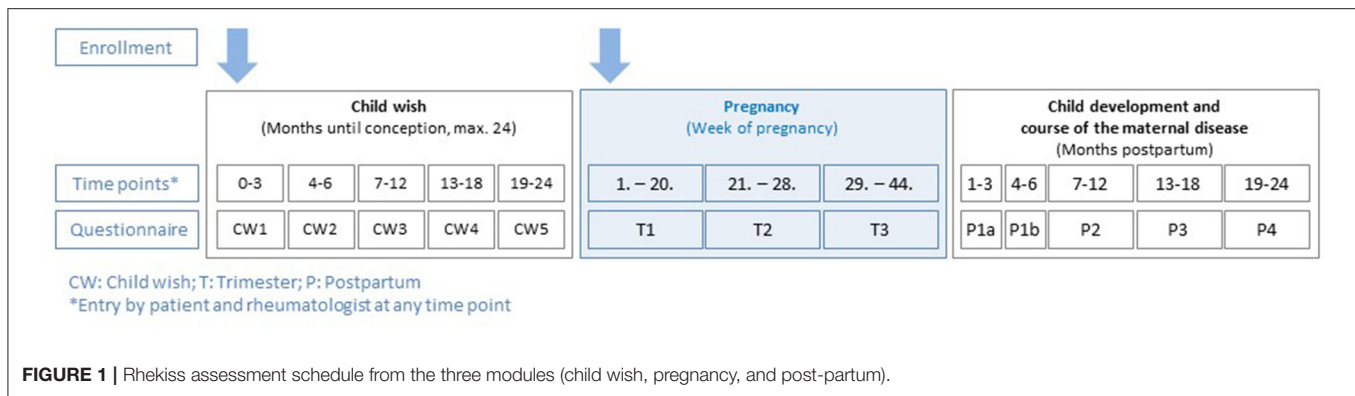 Enrollment
Child wish
(Months until conception, max. 24)
Pregnancy
(Week of pregnancy)
Child development and
course of the maternal disease
(Months postpartum)
Time points* 0-3 4-6 7-12 13-18 19-24 1. – 20. 21. – 28. 29. – 44. 1-3 4-6 7-12 13-18 19-24
Questionnaire CW1 CW2 CW3 CW4 CW5 T1 T2 T3 P1a P1b P2 P3 P4
CW: Child wish; T: Trimester; P: Postpartum
*Entry by patient and rheumatologist at any time point
FIGURE 1 | Rhekiss assessment schedule from the three modules (child wish, pregnancy, and post-partum).